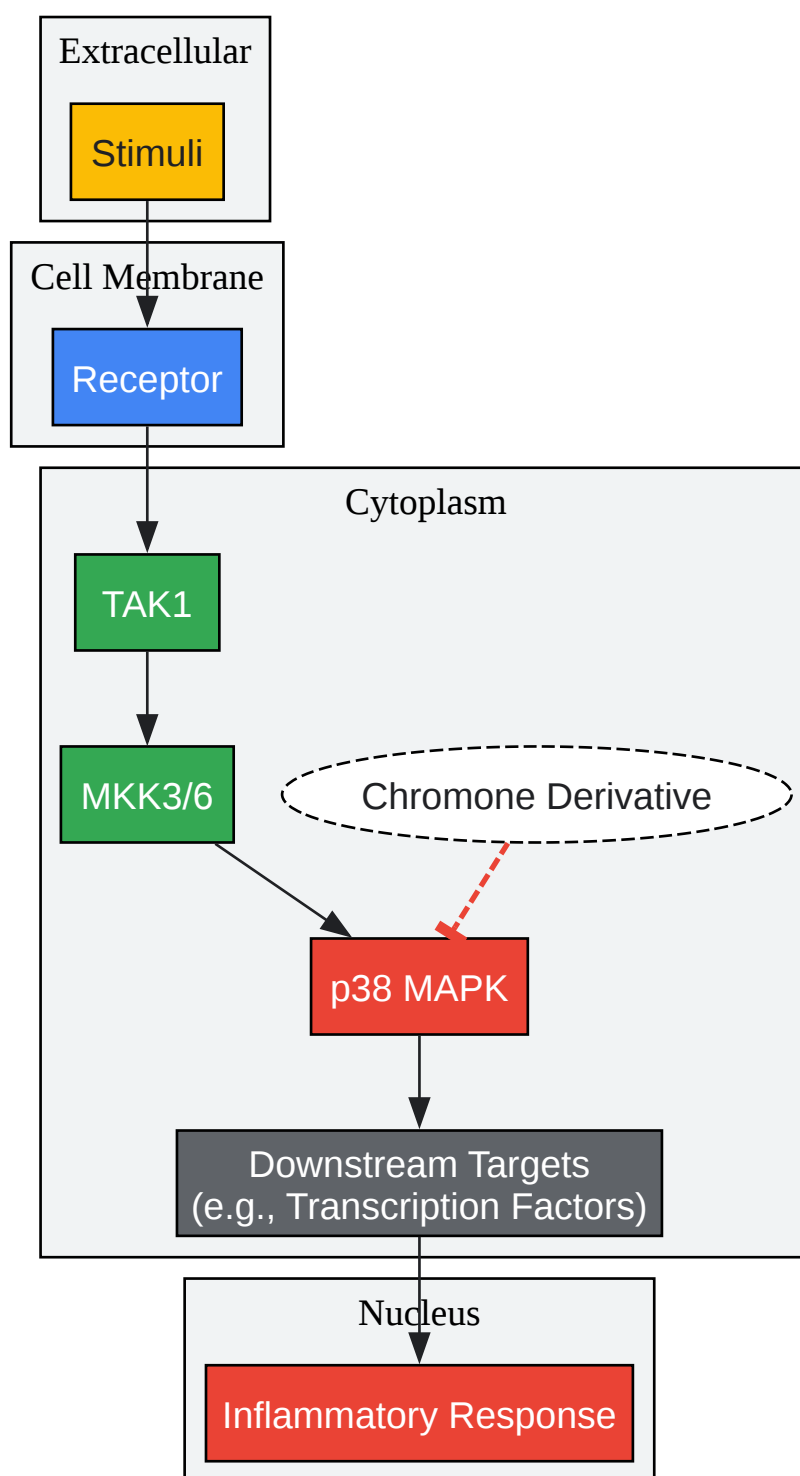 Extracellular
Stimuli
Cell Membrane
Receptor
Cytoplasm
TAK1
MKK3/6
Chromone Derivative
p38 MAPK
Downstream Targets
(e.g., Transcription Factors)
Nucleus
Inflammatory Response